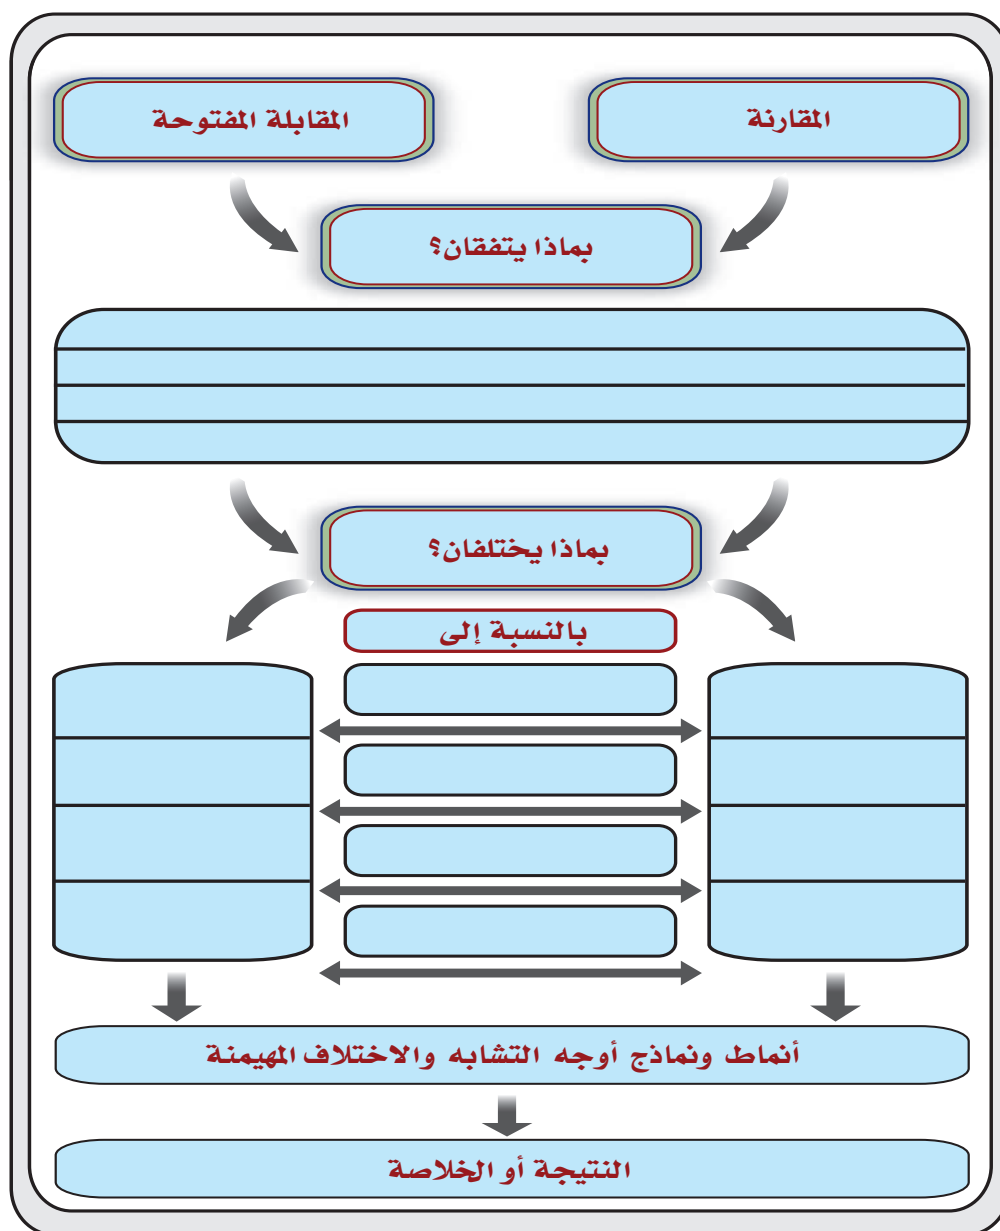 المقارنة
المقابلة المفتوحة
بماذا يتفقان؟
بماذا يختلفان؟
بالنسبة إلى
أنماط ونماذج أوجه التشابه والاختلاف المهيمنة
النتيجة أو الخلاصة